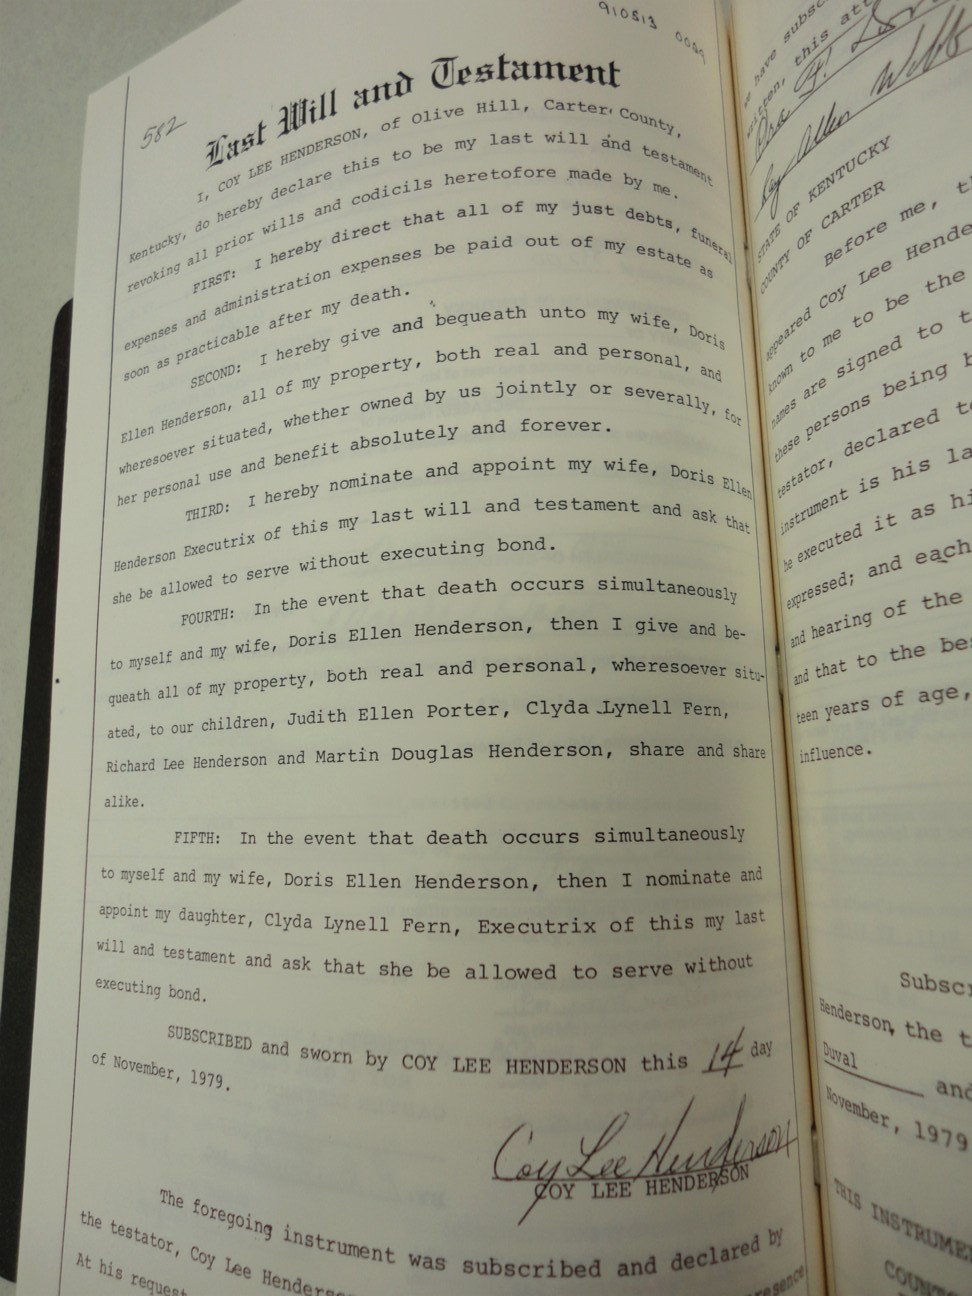 910513
582
Last Will and Testament
I, COY LEE HENDERSON, of Olive Hill, Carter County,
Kentucky, do hereby declare this to be my last will and testament
revoking all prior wills and codicils heretofore made by me.
FIRST: I hereby direct that all of my just debts, funeral
expenses and administration expenses be paid out of my estate as
soon as practicable after my death.
SECOND: I hereby give and bequeath unto my wife, Doris
Ellen Henderson, all of my property, both real and personal, and
wheresoever situated, whether owned by us jointly or severally, for
her personal use and benefit absolutely and forever.
THIRD: I hereby nominate and appoint my wife, Doris Ellen
Henderson Executrix of this my last will and testament and ask that
she be allowed to serve without executing bond.
FOURTH: In the event that death occurs simultaneously
to myself and my wife, Doris Ellen Henderson, then I give and be-
queath all of my property, both real and personal, wheresoever situ-
ated, to our children, Judith Ellen Porter, Clyda Lynell Fern,
Richard Lee Henderson and Martin Douglas Henderson, share and share
alike.
FIFTH: In the event that death occurs simultaneously
to myself and my wife, Doris Ellen Henderson, then I nominate and
appoint my daughter, Clyda Lynell Fern, Executrix of this my last
will and testament and ask that she be allowed to serve without
executing bond.
SUBSCRIBED and sworn by COY LEE HENDERSON this 14 day
of November, 1979.
Coy Lee Henderson
COY LEE HENDERSON
The foregoing instrument was subscribed and declared by
the testator, Coy Lee Henderson
At his request
have subsc
this att
Allen Webb
STATE OF KENTUCKY
COUNTY OF CARTER
Before me, th
appeared Coy Lee Hende
known to me to be the
names are signed to t
these persons being
testator, declared to
instrument is his la
he executed it as hi
expressed; and each
and hearing of the
and that to the bes
teen years of age,
influence.
Subscr
Henderson, the t
Duval and
November, 1979
THIS INSTRUME
COUNT